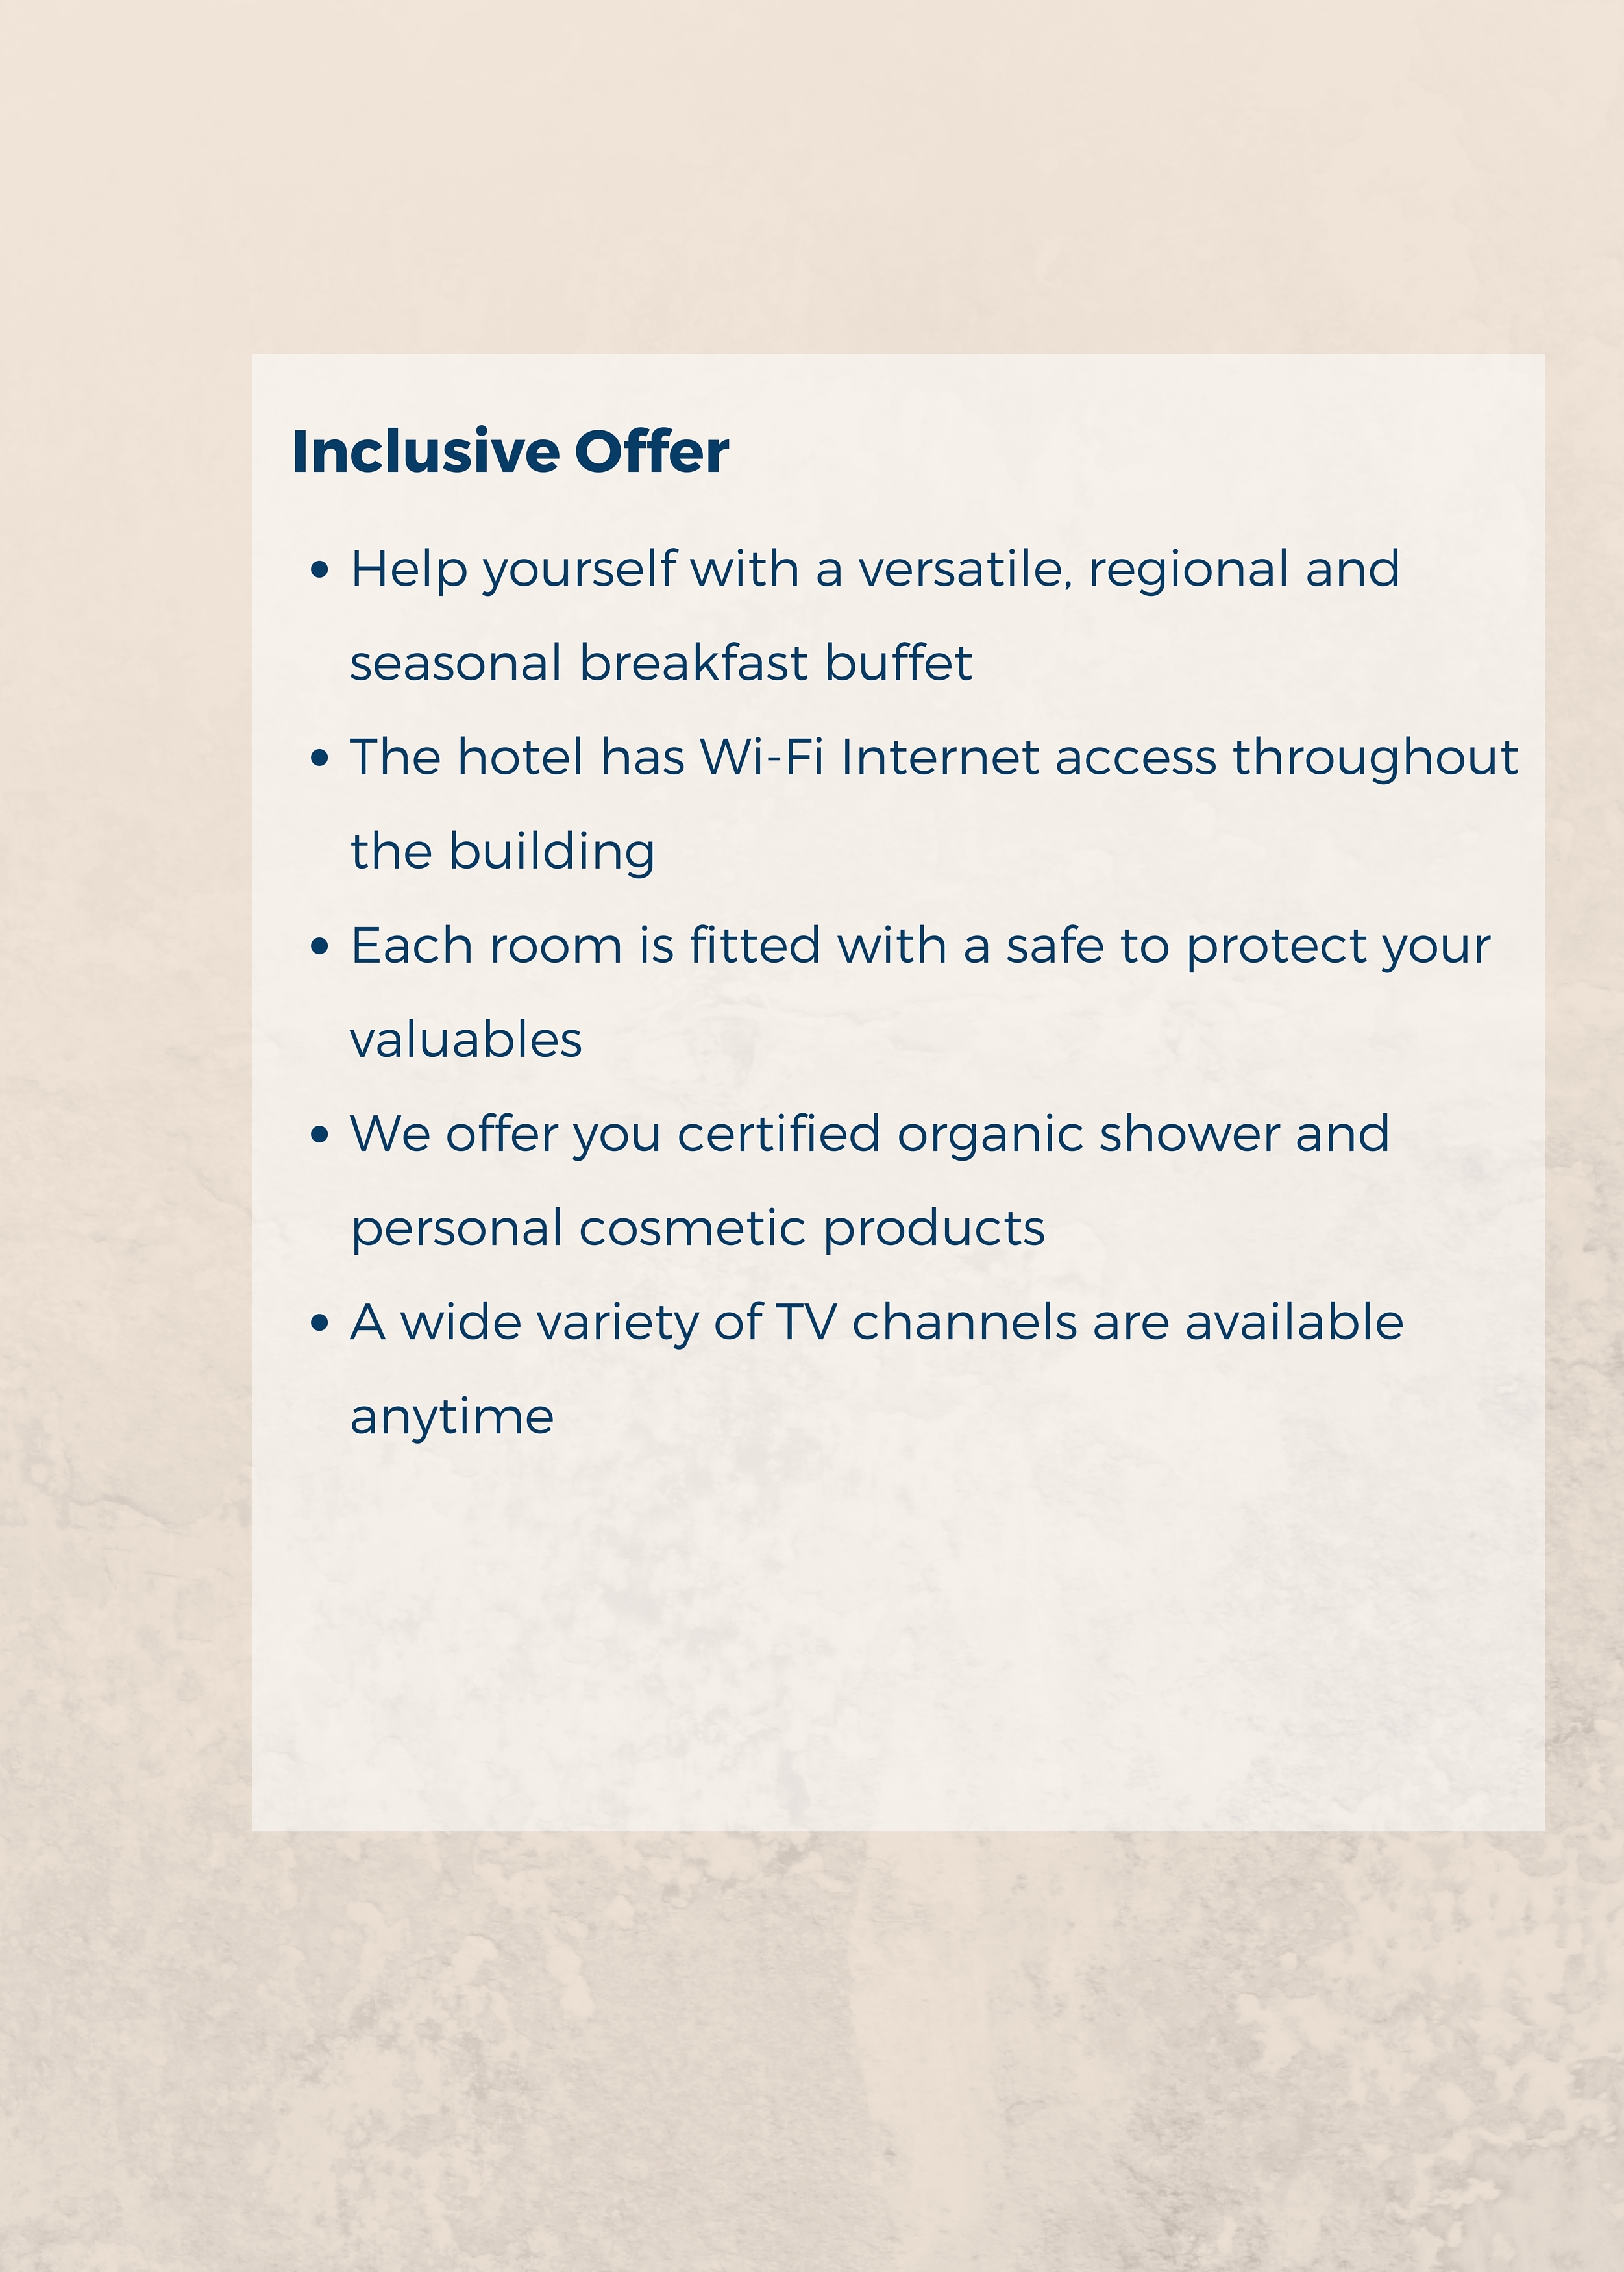 Inclusive Offer
• Help yourself with a versatile, regional and
seasonal breakfast buffet
• The hotel has Wi-Fi Internet access throughout
the building
• Each room is fitted with a safe to protect your
valuables
• We offer you certified organic shower and
personal cosmetic products
• A wide variety of TV channels are available
anytime